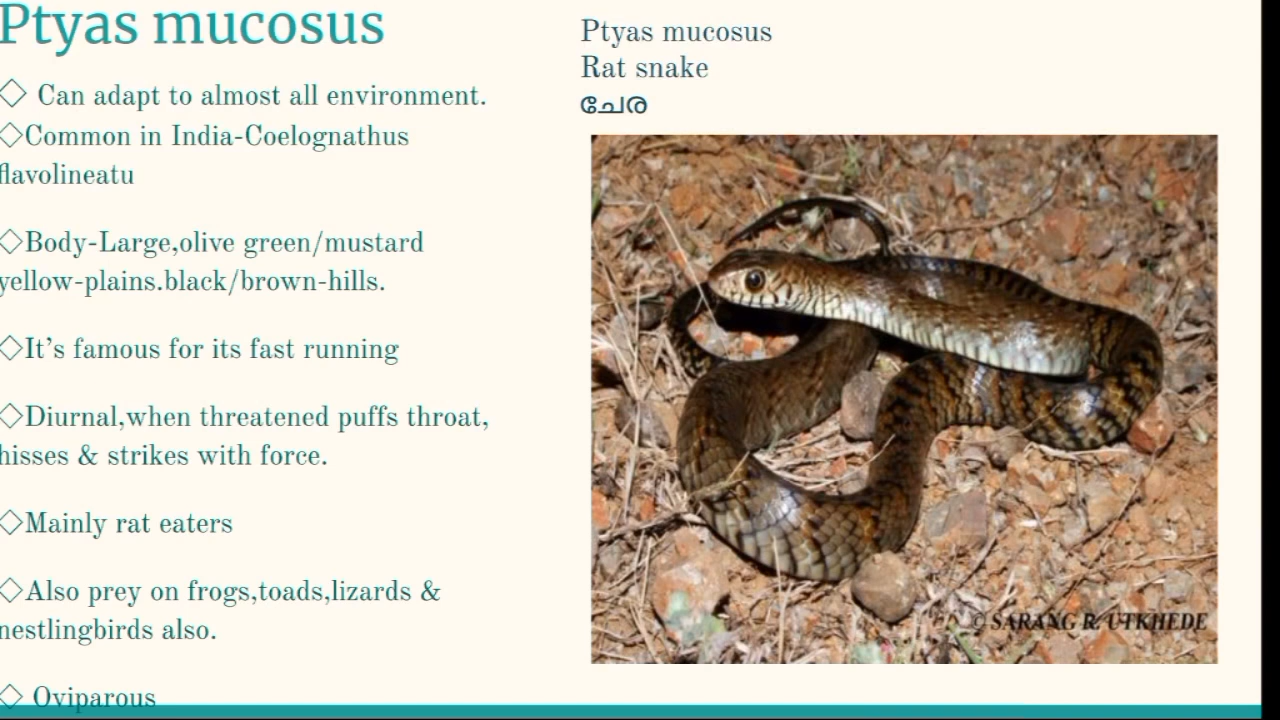 Ptyas mucosus
◇ Can adapt to almost all environment.
◇Common in India-Coelognathus
flavolineatu
◇Body-Large,olive green/mustard
yellow-plains.black/brown-hills.
◇It’s famous for its fast running
◇Diurnal,when threatened puffs throat,
hisses & strikes with force.
◇Mainly rat eaters
◇Also prey on frogs,toads,lizards &
nestlingbirds also.
◇ Oviparous
Ptyas mucosus
Rat snake
ചേര
© SARANG R. UTKHEDE